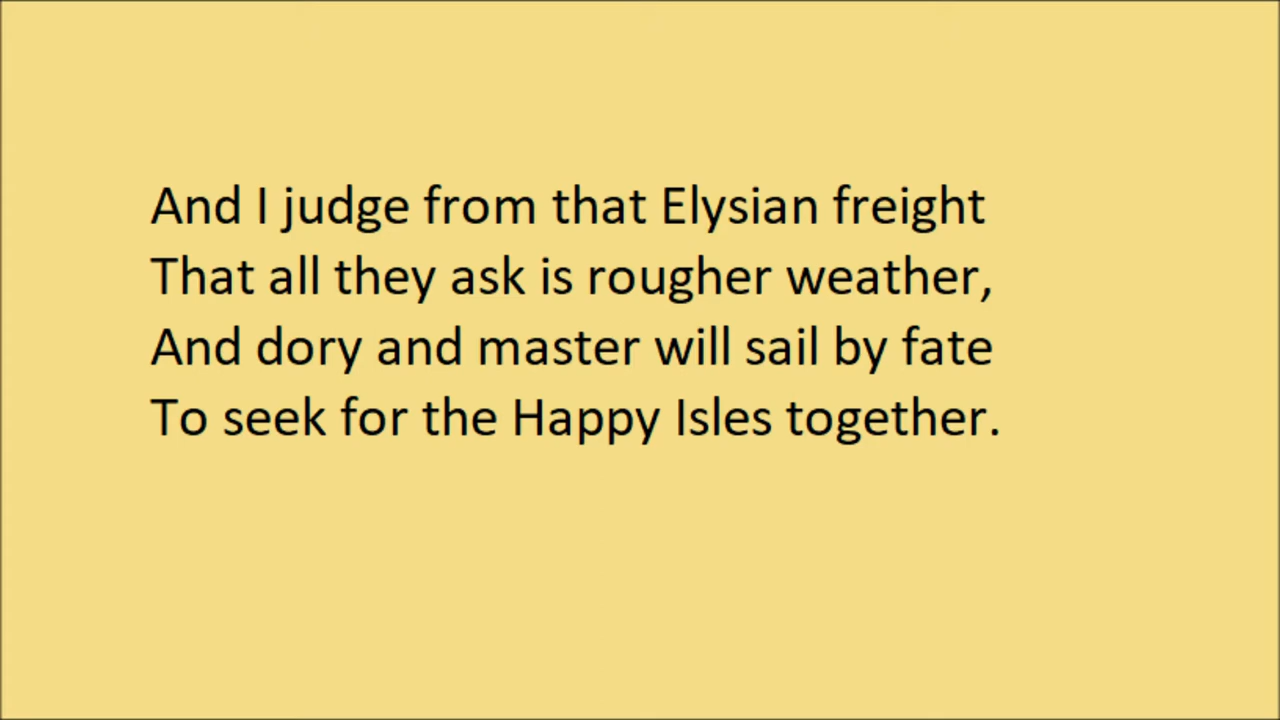 And I judge from that Elysian freight
That all they ask is rougher weather,
And dory and master will sail by fate
To seek for the Happy Isles together.